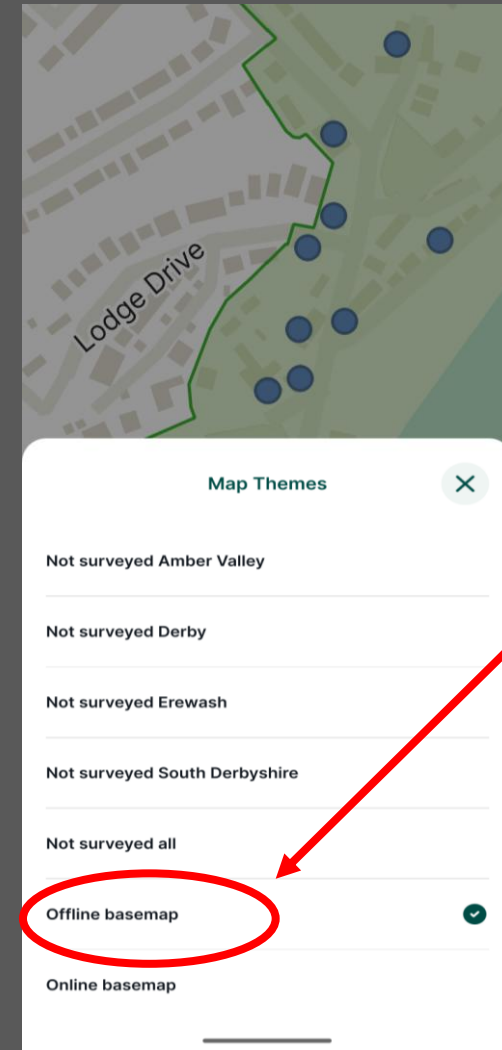 Lodge Drive
Map Themes
Not surveyed Amber Valley
Not surveyed Derby
Not surveyed Erewash
Not surveyed South Derbyshire
Not surveyed all
Offline basemap
Online basemap